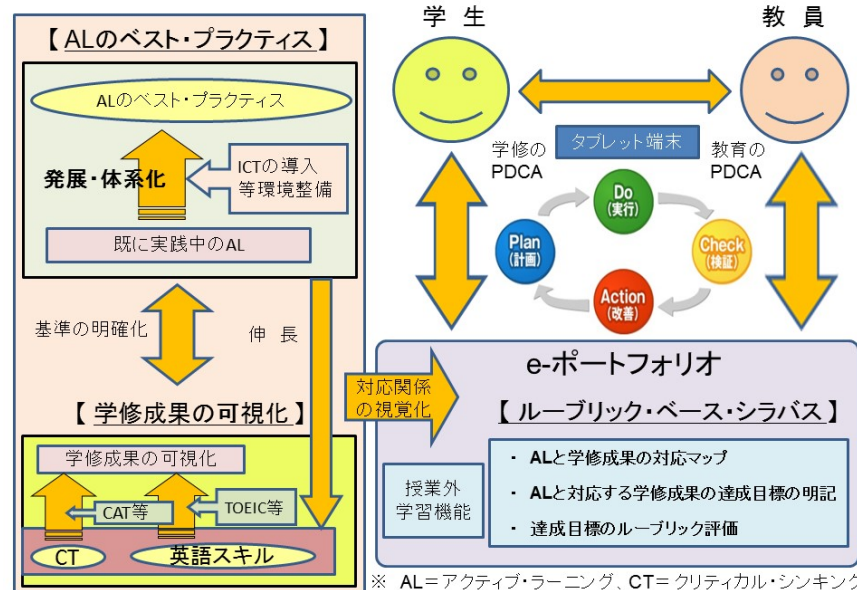 【 ALのベスト・プラクティス 】
ALのベスト・プラクティス
発展・体系化
ICTの導入
等環境整備
既に実践中のAL
基準の明確化
伸 長
【 学修成果の可視化 】
学修成果の可視化
CAT等
TOEIC等
CT
英語スキル
学 生
教 員
タブレット端末
学修の
PDCA
教育の
PDCA
Do
(実行)
Plan
(計画)
Check
(検証)
Action
(改善)
対応関係
の視覚化
e-ポートフォリオ
【 ルーブリック・ベース・シラバス 】
授業外
学習機能
・ ALと学修成果の対応マップ
・ ALと対応する学修成果の達成目標の明記
・ 達成目標のルーブリック評価
※ AL=アクティブ・ラーニング、CT=クリティカル・シンキング